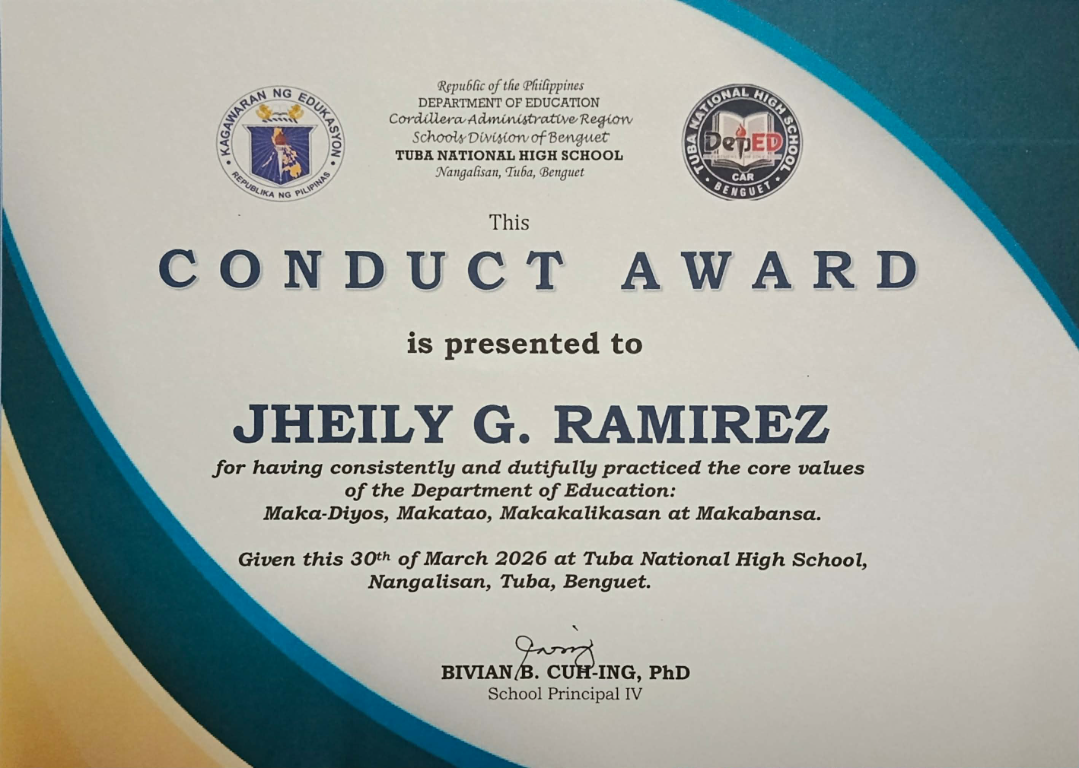 Republic of the Philippines
DEPARTMENT OF EDUCATION
Cordillera Administrative Region
Schools Division of Benguet
TUBA NATIONAL HIGH SCHOOL
Nangalisan, Tuba, Benguet
KAGAWARAN NG EDUKASYON
REPUBLIKA NG PILIPINAS
TUBA NATIONAL HIGH SCHOOL
DepED
CAR
BENGUET
This
CONDUCT AWARD
is presented to
JHEILY G. RAMIREZ
for having consistently and dutifully practiced the core values
of the Department of Education:
Maka-Diyos, Makatao, Makakalikasan at Makabansa.
Given this 30th of March 2026 at Tuba National High School,
Nangalisan, Tuba, Benguet.
BIVIAN B. CUH-ING, PhD
School Principal IV